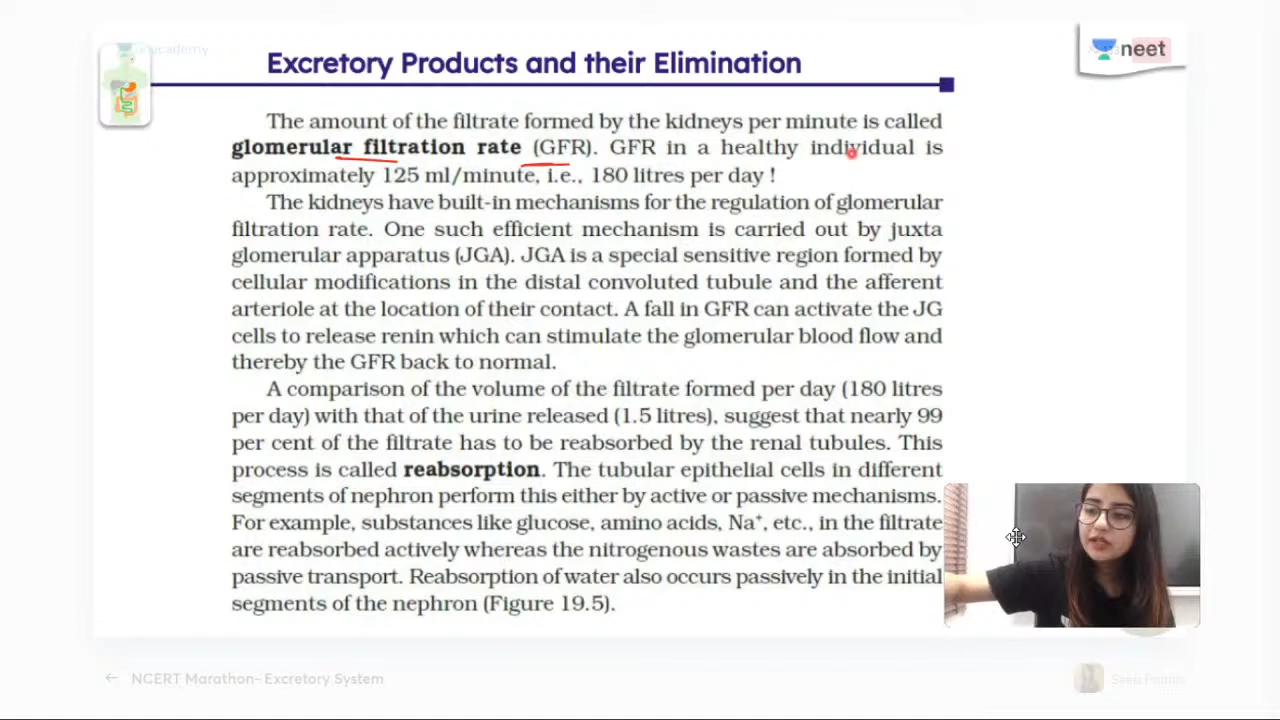 Excretory Products and their Elimination
neet
The amount of the filtrate formed by the kidneys per minute is called
glomerular filtration rate (GFR). GFR in a healthy individual is
approximately 125 ml/minute, i.e., 180 litres per day !
The kidneys have built-in mechanisms for the regulation of glomerular
filtration rate. One such efficient mechanism is carried out by juxta
glomerular apparatus (JGA). JGA is a special sensitive region formed by
cellular modifications in the distal convoluted tubule and the afferent
arteriole at the location of their contact. A fall in GFR can activate the JG
cells to release renin which can stimulate the glomerular blood flow and
thereby the GFR back to normal.
A comparison of the volume of the filtrate formed per day (180 litres
per day) with that of the urine released (1.5 litres), suggest that nearly 99
per cent of the filtrate has to be reabsorbed by the renal tubules. This
process is called reabsorption. The tubular epithelial cells in different
segments of nephron perform this either by active or passive mechanisms.
For example, substances like glucose, amino acids, Na⁺, etc., in the filtrate
are reabsorbed actively whereas the nitrogenous wastes are absorbed by
passive transport. Reabsorption of water also occurs passively in the initial
segments of the nephron (Figure 19.5).
NCERT Marathon- Excretory System